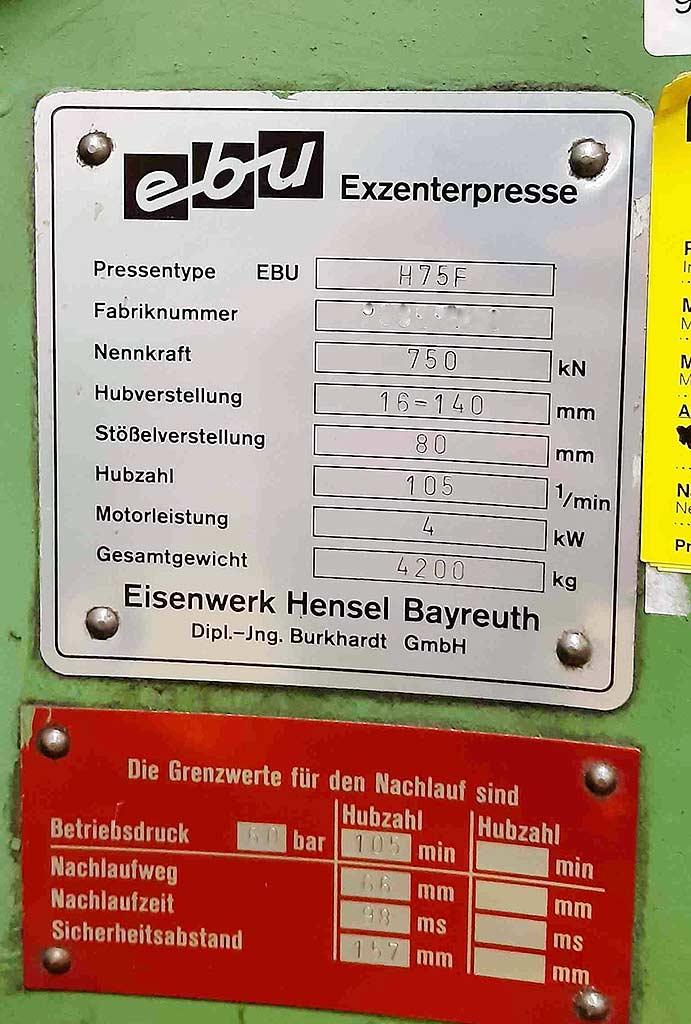 ebu Exzenterpresse
Pressentype EBU H75F
Fabriknummer
Nennkraft 750 kN
Hubverstellung 16-140 mm
Stößelverstellung 80 mm
Hubzahl 105 1/min
Motorleistung 4 kW
Gesamtgewicht 4200 kg
Eisenwerk Hensel Bayreuth
Dipl.-Jng. Burkhardt GmbH
Die Grenzwerte für den Nachlauf sind
Hubzahl Hubzahl
Betriebsdruck 60 bar 105 min min
Nachlaufweg 66 mm mm
Nachlaufzeit 98 ms ms
Sicherheitsabstand 157 mm mm